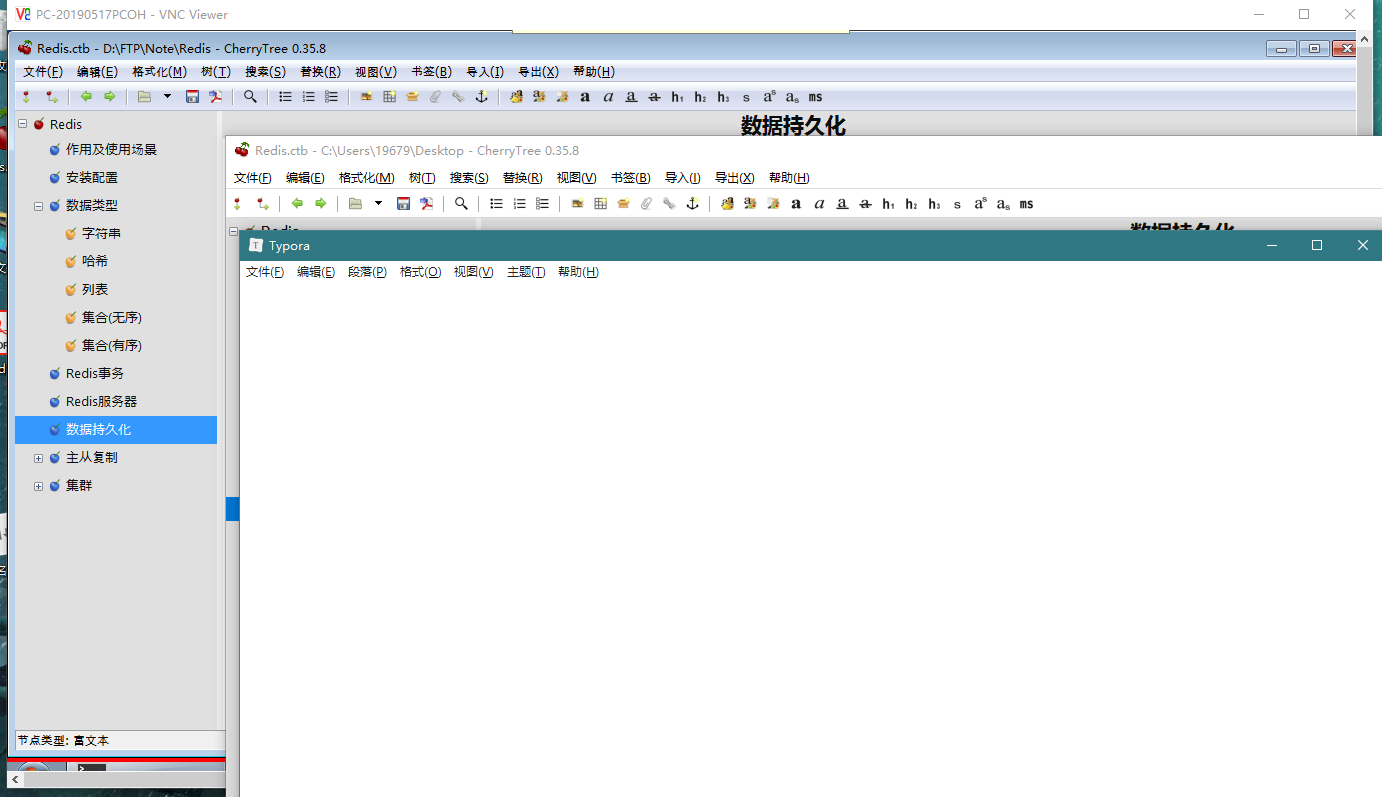 PC-20190517PCOH - VNC Viewer
Redis.ctb - D:\FTP\Note\Redis - CherryTree 0.35.8
文件(F) 编辑(E) 格式化(M) 树(T) 搜索(S) 替换(R) 视图(V) 书签(B) 导入(I) 导出(X) 帮助(H)
a a a a h1 h2 h3 s as as ms
Redis
作用及使用场景
安装配置
数据类型
字符串
哈希
列表
集合(无序)
集合(有序)
Redis事务
Redis服务器
数据持久化
主从复制
集群
节点类型: 富文本
数据持久化
Redis.ctb - C:\Users\19679\Desktop - CherryTree 0.35.8
文件(F) 编辑(E) 格式化(M) 树(T) 搜索(S) 替换(R) 视图(V) 书签(B) 导入(I) 导出(X) 帮助(H)
a a a a h1 h2 h3 s as as ms
Redis
数据持久化
Typora
文件(F) 编辑(E) 段落(P) 格式(O) 视图(V) 主题(T) 帮助(H)